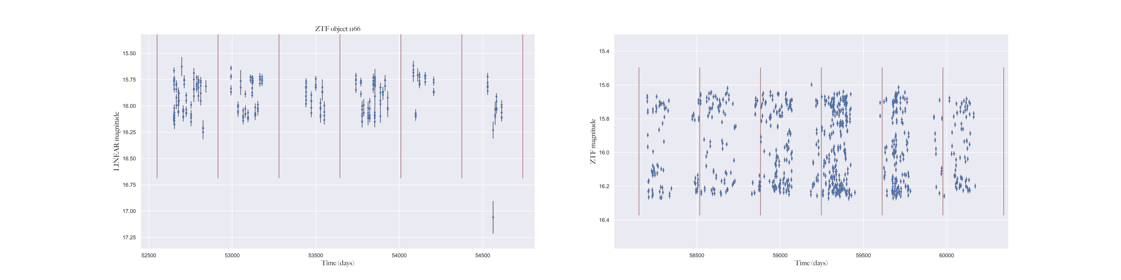 ZTF object 1166
LINEAR magnitude
15.50
15.75
16.00
16.25
16.50
16.75
17.00
17.25
52500 53000 53500 54000 54500
Time (days)
ZTF magnitude
15.4
15.6
15.8
16.0
16.2
16.4
58500 59000 59500 60000
Time (days)